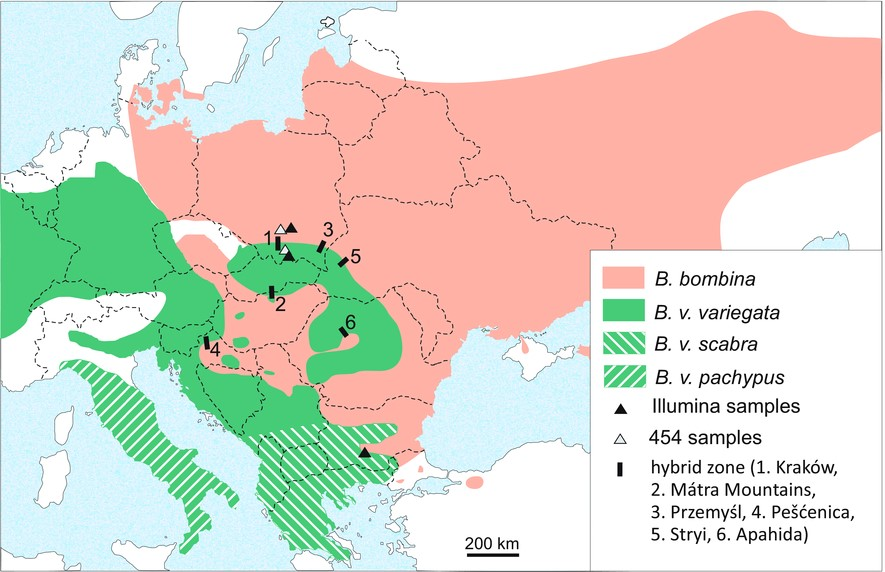 1
3
5
2
6
4
B. bombina
B. v. variegata
B. v. scabra
B. v. pachypus
Illumina samples
454 samples
hybrid zone (1. Kraków,
2. Mátra Mountains,
3. Przemyśl, 4. Pešćenica,
5. Stryi, 6. Apahida)
200 km